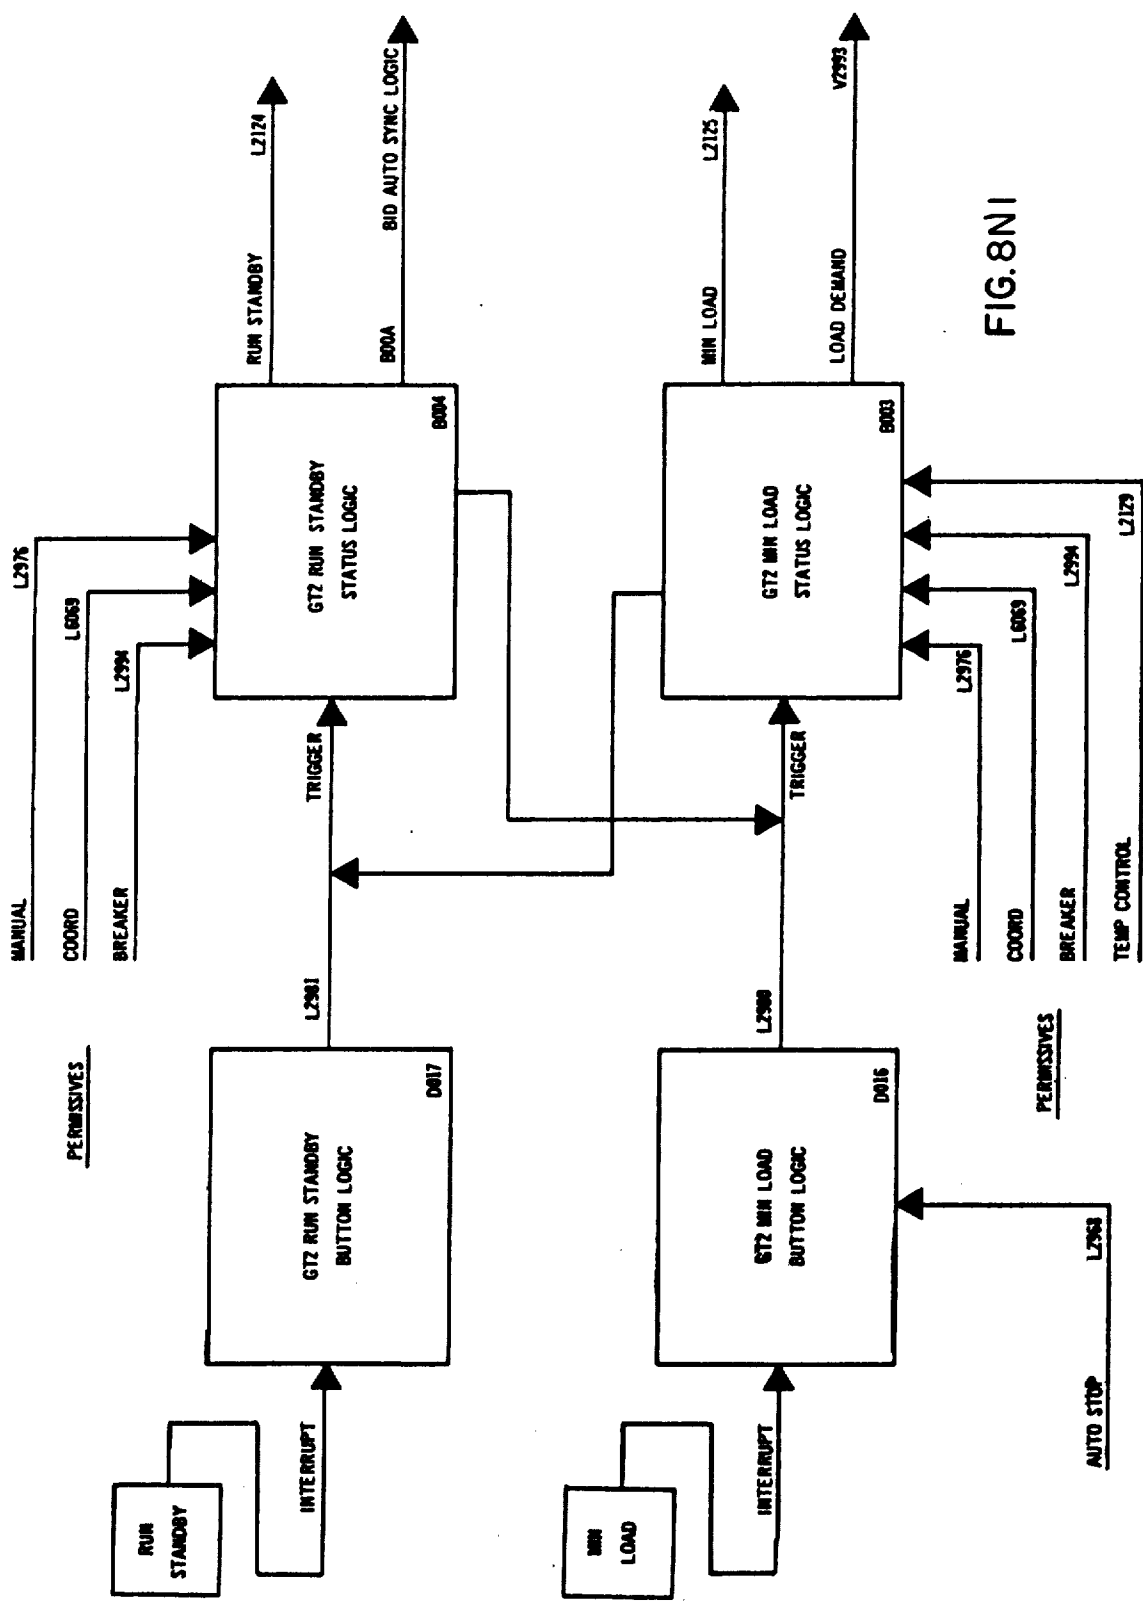 RUN
STANDBY
INTERRUPT
GT2 RUN STANDBY
BUTTON LOGIC
D017
L2981
TRIGGER
PERMISSIVES
MANUAL
L2976
COORD
L6069
BREAKER
L2994
GT2 RUN STANDBY
STATUS LOGIC
B004
RUN STANDBY
L2124
B00A
BID AUTO SYNC LOGIC
MIN
LOAD
INTERRUPT
GT2 MIN LOAD
BUTTON LOGIC
D016
AUTO STOP
L2968
L2980
TRIGGER
PERMISSIVES
MANUAL
L2976
COORD
L6069
BREAKER
L2994
TEMP CONTROL
L2129
GT2 MIN LOAD
STATUS LOGIC
B003
MIN LOAD
L2125
LOAD DEMAND
V2993
FIG.8N1